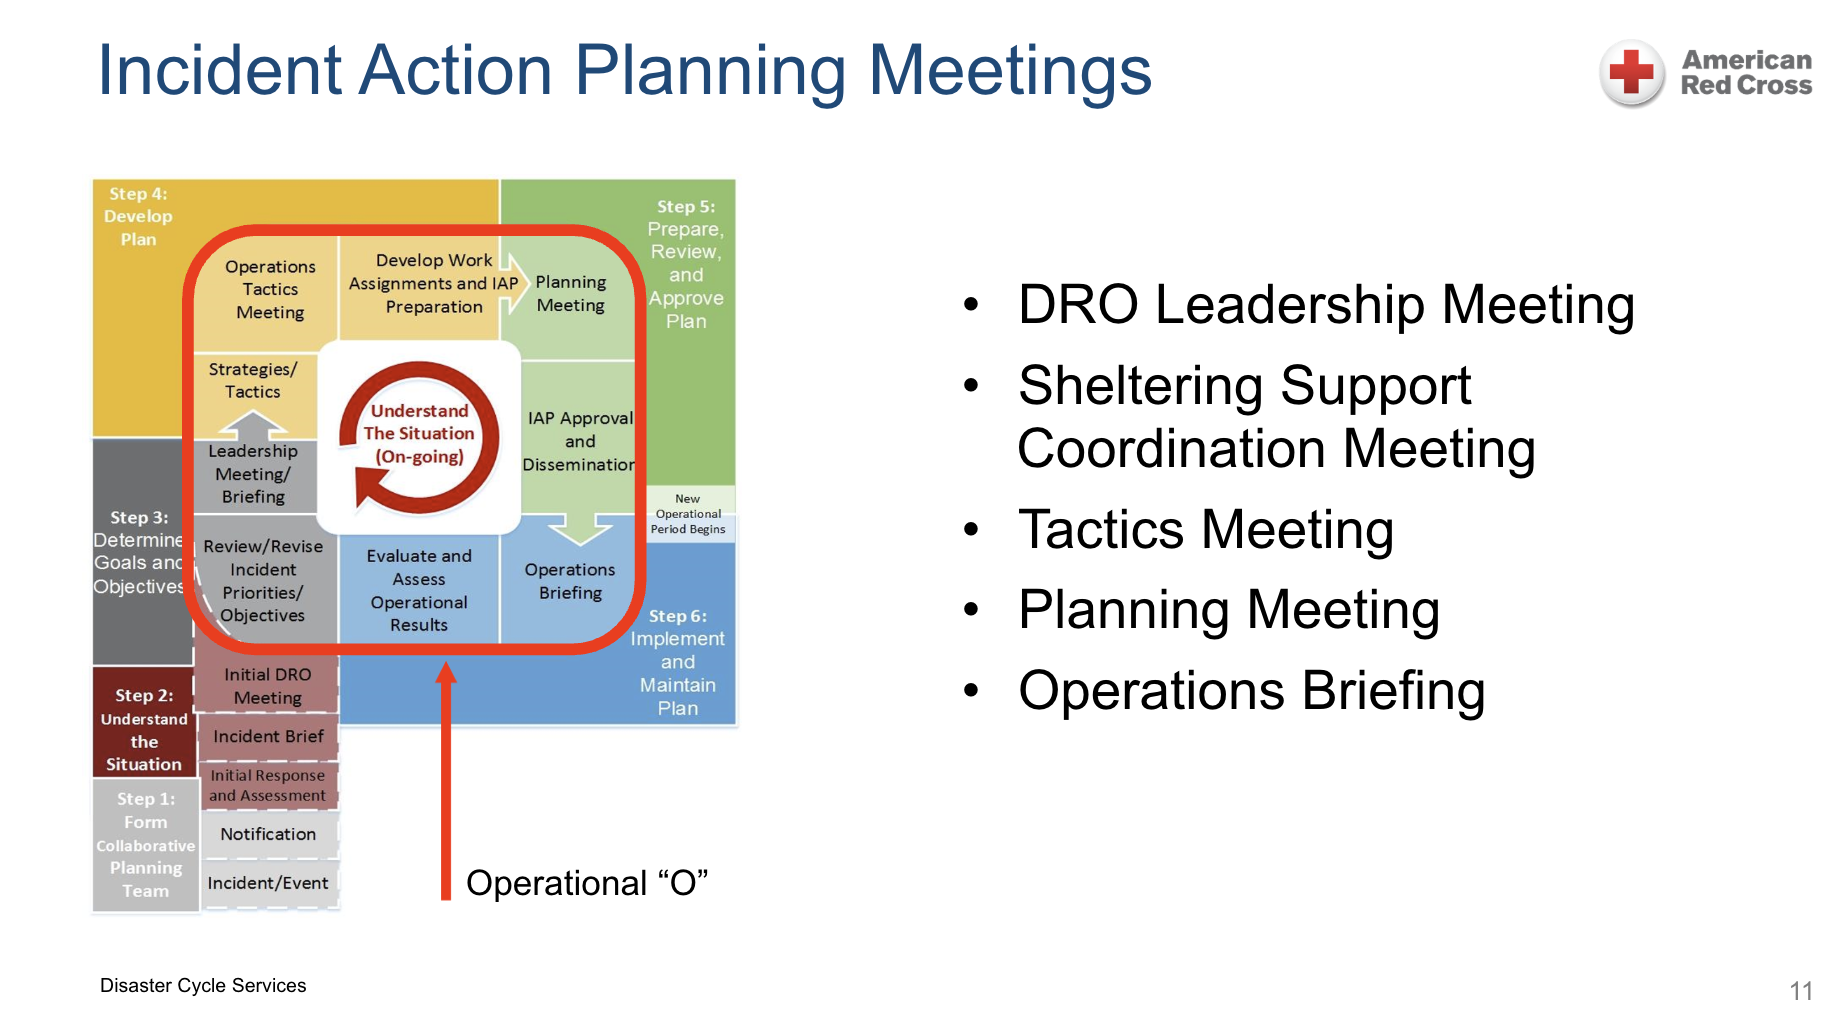 Incident Action Planning Meetings
American
Red Cross
Step 4:
Develop
Plan
Operations
Tactics
Meeting
Develop Work
Assignments and IAP
Preparation
Planning
Meeting
Step 5:
Prepare,
Review,
and
Approve
Plan
Strategies/
Tactics
Understand
The Situation
(On-going)
IAP Approval
and
Dissemination
Leadership
Meeting/
Briefing
New
Operational
Period Begins
Step 3:
Determine
Goals and
Objectives
Review/Revise
Incident
Priorities/
Objectives
Evaluate and
Assess
Operational
Results
Operations
Briefing
Step 6:
Implement
and
Maintain
Plan
Step 2:
Understand
the
Situation
Initial DRO
Meeting
Incident Brief
Initial Response
and Assessment
Step 1:
Form
Collaborative
Planning
Team
Notification
Incident/Event
Operational “O”
• DRO Leadership Meeting
• Sheltering Support
Coordination Meeting
• Tactics Meeting
• Planning Meeting
• Operations Briefing
Disaster Cycle Services
11